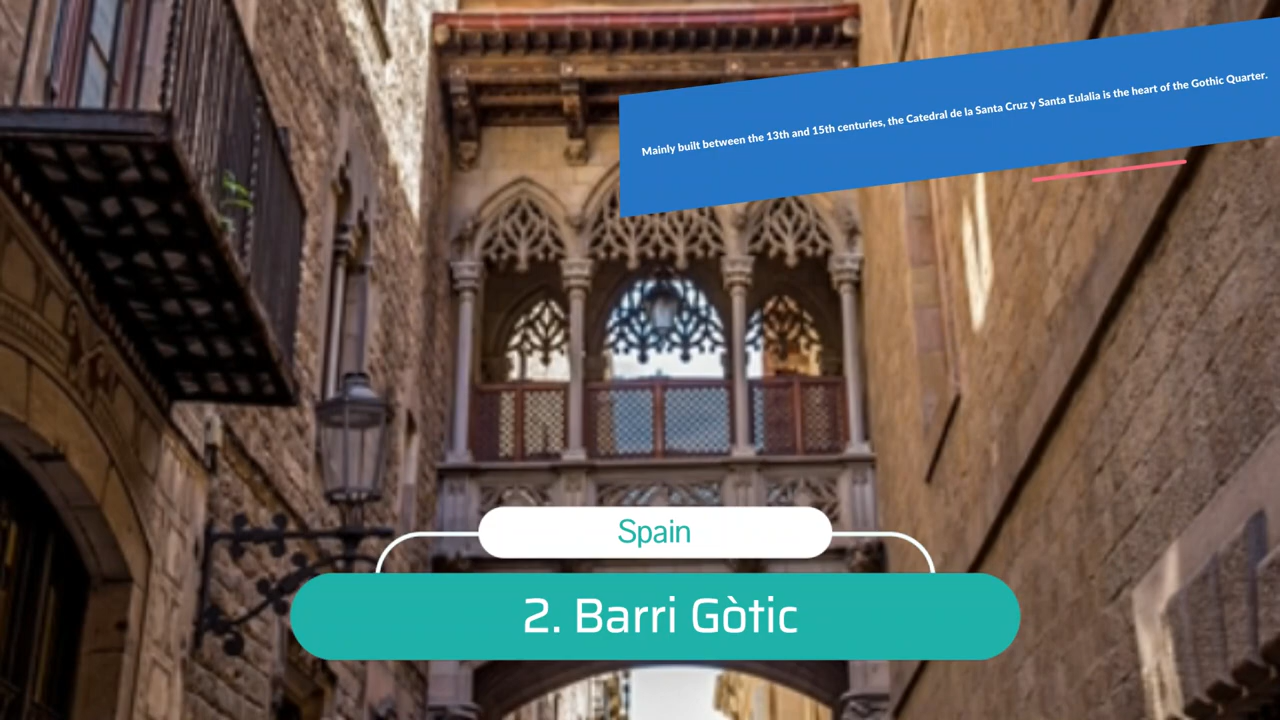 Mainly built between the 13th and 15th centuries, the Catedral de la Santa Cruz y Santa Eulalia is the heart of the Gothic Quarter.
Spain
2. Barri Gòtic